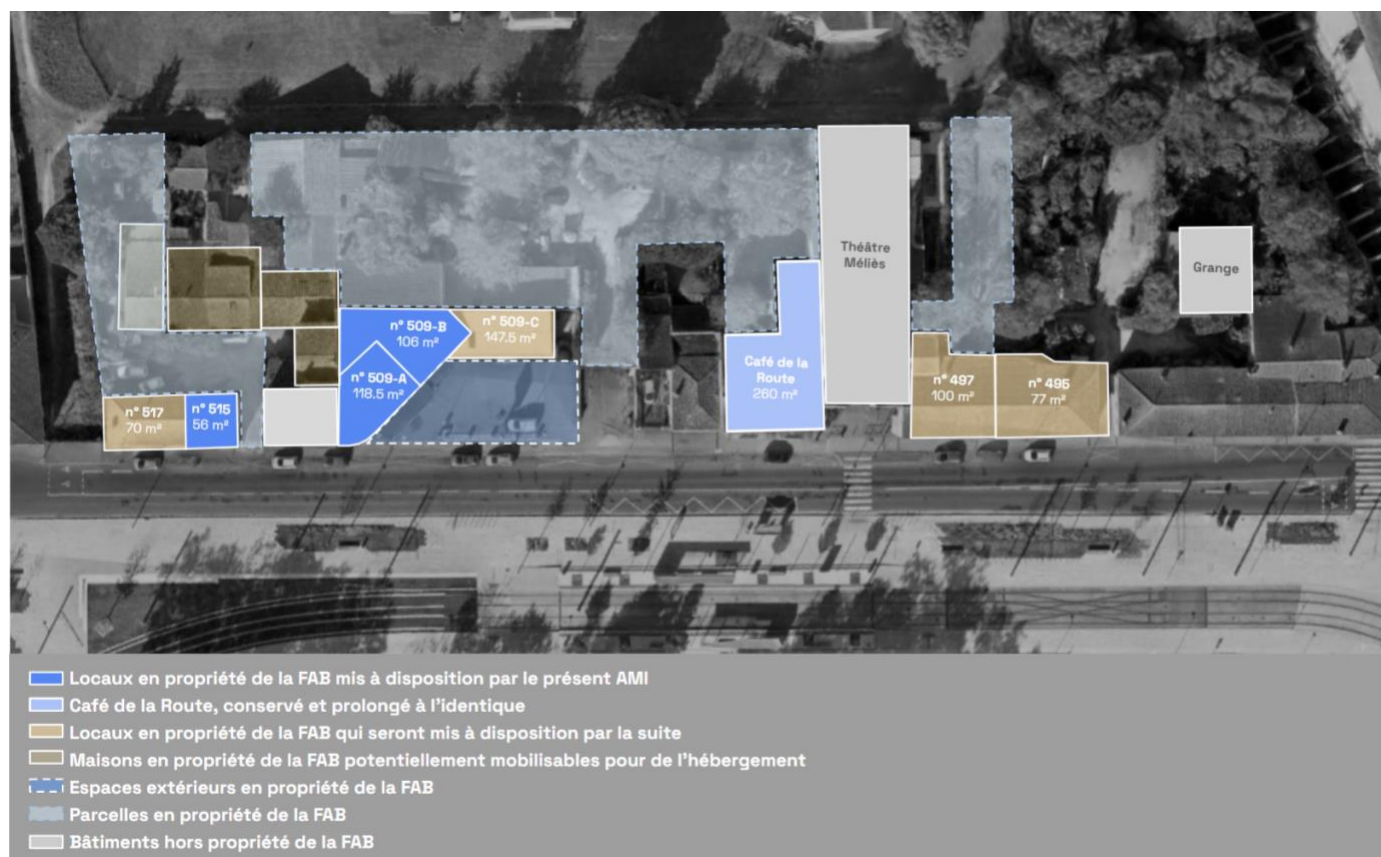 Théâtre
Méliès
Grange
n° 509-B
106 m²
n° 509-C
147.5 m²
n° 509-A
118.5 m²
Café de la
Route
260 m²
n° 497
100 m²
n° 495
77 m²
n° 517
70 m²
n° 515
56 m²
Locaux en propriété de la FAB mis à disposition par le présent AMI
Café de la Route, conservé et prolongé à l'identique
Locaux en propriété de la FAB qui seront mis à disposition par la suite
Maisons en propriété de la FAB potentiellement mobilisables pour de l'hébergement
Espaces extérieurs en propriété de la FAB
Parcelles en propriété de la FAB
Bâtiments hors propriété de la FAB